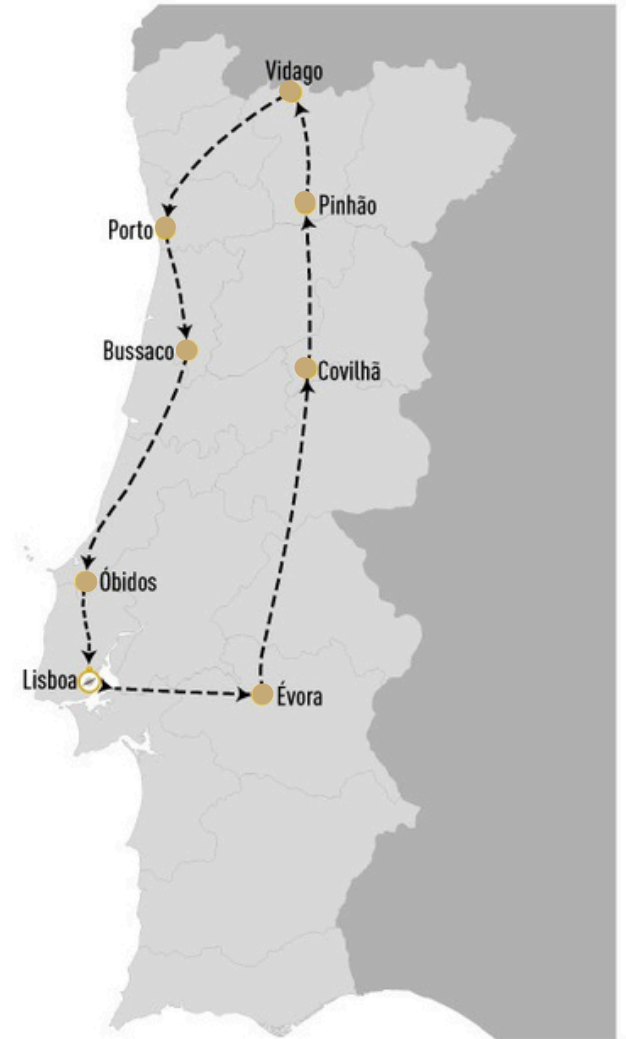 Vidago
Pinhão
Porto
Bussaco
Covilhã
Óbidos
Lisboa
Évora